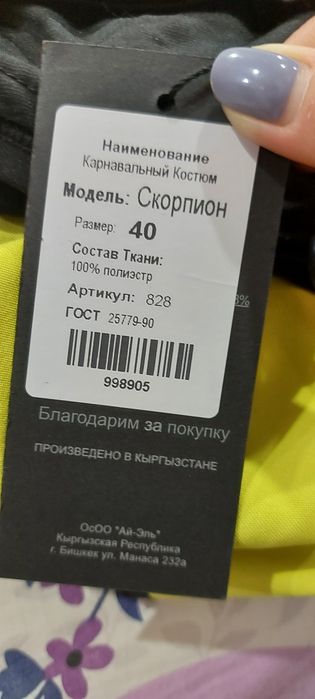 Наименование
Карнавальный Костюм
Модель: Скорпион
Размер: 40
Состав Ткани:
100% полиэстр
Артикул: 828
ГОСТ 25779-90
998905
Благодарим за покупку
ПРОИЗВЕДЕНО В КЫРГЫЗСТАНЕ
ОсОО "Ай-Эль"
Кыргызская Республика
г. Бишкек ул. Манаса 232а